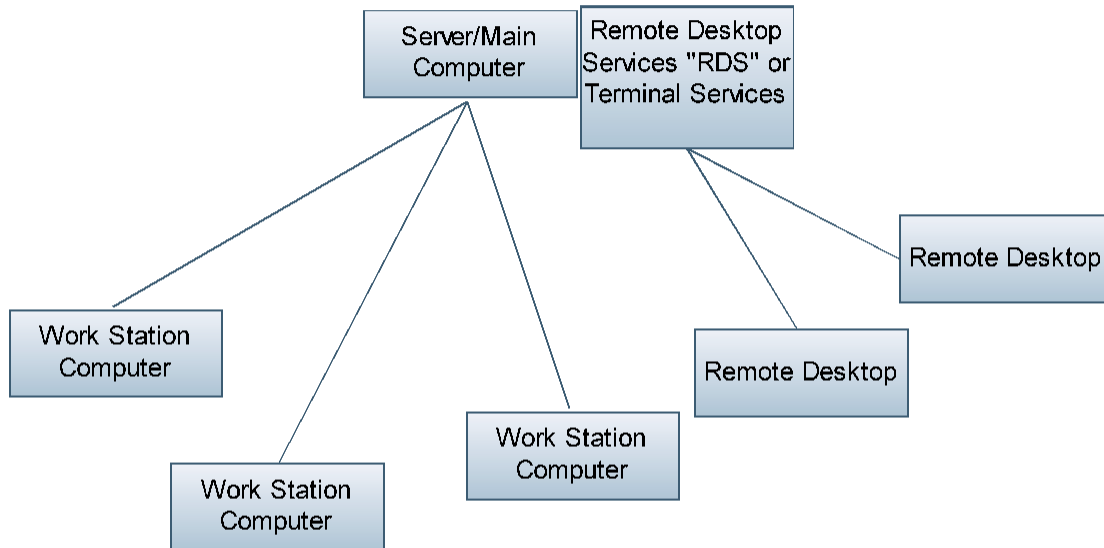 Server/Main
Computer
Remote Desktop
Services "RDS" or
Terminal Services
Remote Desktop
Work Station
Computer
Remote Desktop
Work Station
Computer
Work Station
Computer